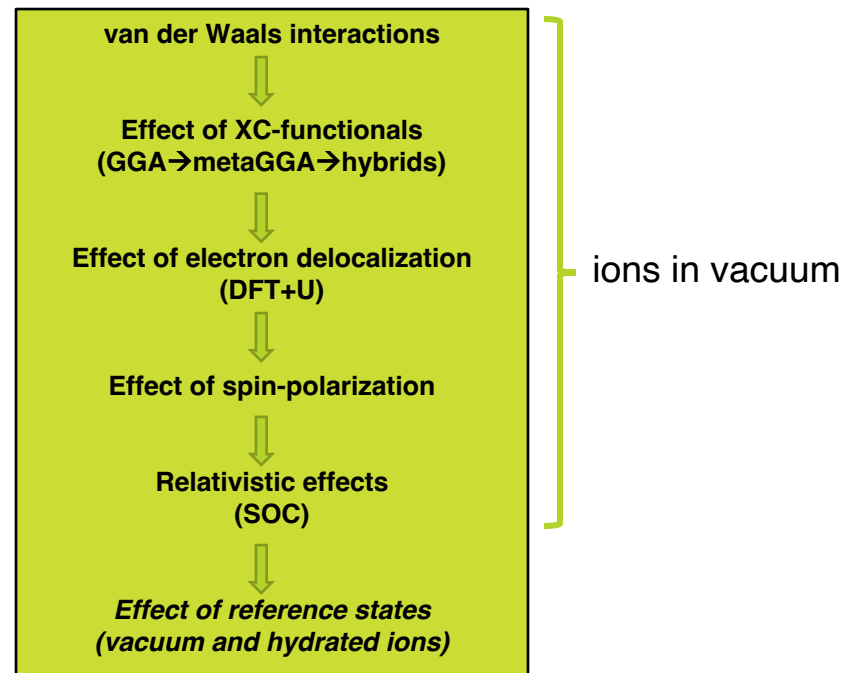 van der Waals interactions
Effect of XC-functionals
(GGA→metaGGA→hybrids)
Effect of electron delocalization
(DFT+U)
ions in vacuum
Effect of spin-polarization
Relativistic effects
(SOC)
Effect of reference states
(vacuum and hydrated ions)